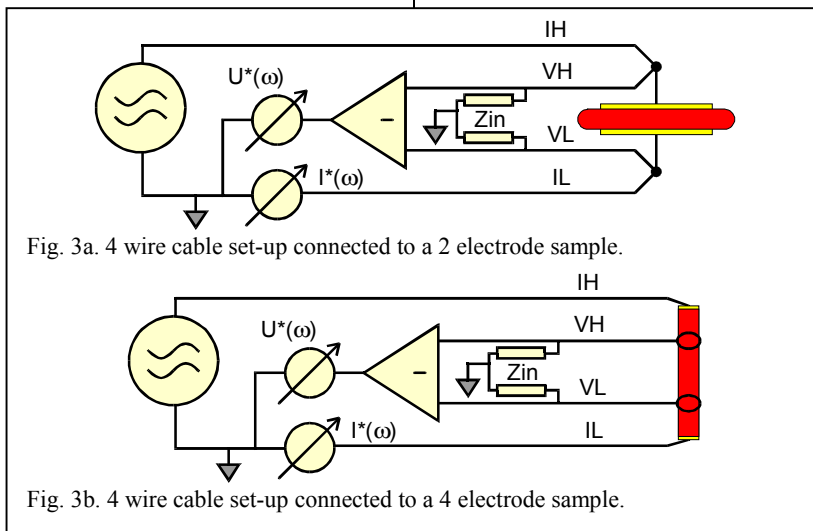 IH
U*(ω)
VH
Zin
VL
I*(ω)
IL
Fig. 3a. 4 wire cable set-up connected to a 2 electrode sample.
IH
U*(ω)
VH
Zin
VL
I*(ω)
IL
Fig. 3b. 4 wire cable set-up connected to a 4 electrode sample.